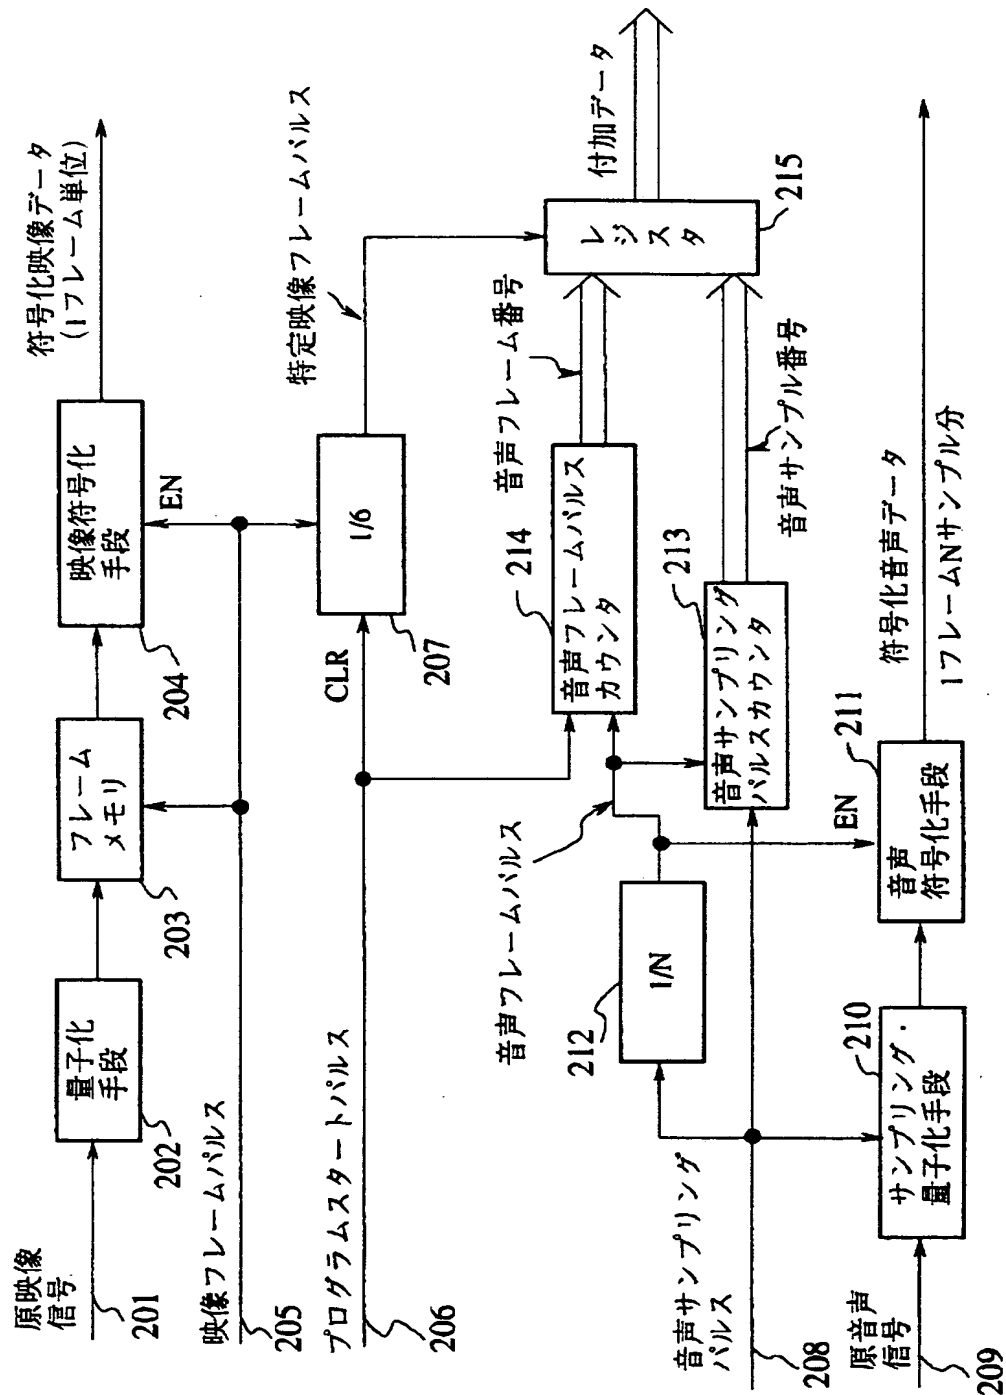 原映像
信号
201
量子化
手段
202
フレーム
メモリ
203
映像符号化
手段
204
EN
符号化映像データ
(1フレーム単位)
映像フレームパルス
205
プログラムスタートパルス
206
CLR
1/6
207
特定映像フレームパルス
音声フレームパルス
音声フレームパルス
カウンタ
214
音声フレーム番号
レジスタ
215
付加データ
1/N
212
音声サンプリング
パルスカウンタ
213
音声サンプル番号
音声サンプリング
パルス
208
EN
原音声
信号
209
サンプリング・
量子化手段
210
音声
符号化手段
211
符号化音声データ
1フレームNサンプル分